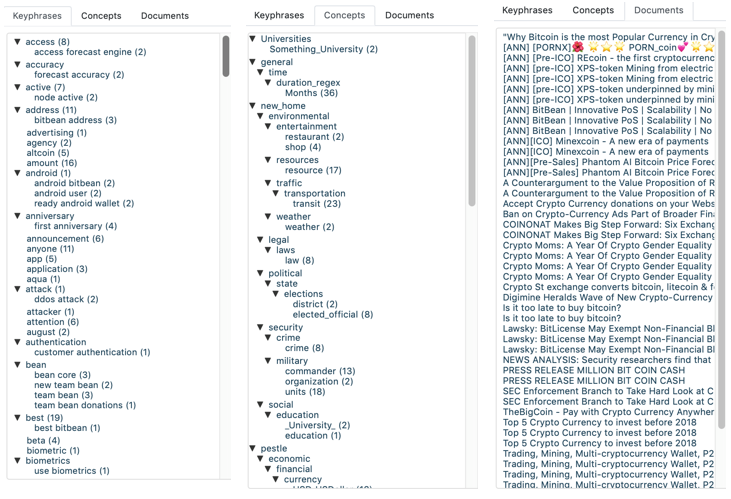 Keyphrases Concepts Documents
access (8)
access forecast engine (2)
accuracy
forecast accuracy (2)
active (7)
node active (2)
address (11)
bitbean address (3)
advertising (1)
agency (2)
altcoin (5)
amount (16)
android (1)
android bitbean (2)
android user (2)
ready android wallet (2)
anniversary
first anniversary (4)
announcement (6)
anyone (11)
app (5)
application (3)
aqua (1)
attack (1)
ddos attack (2)
attacker (1)
attention (6)
august (2)
authentication
customer authentication (1)
bean
bean core (3)
new team bean (2)
team bean (3)
team bean donations (1)
best (19)
best bitbean (1)
beta (4)
biometric (1)
biometrics
use biometrics (1)
Keyphrases Concepts Documents
Universities
Something_University (2)
general
time
duration_regex
Months (36)
new_home
environmental
entertainment
restaurant (2)
shop (4)
resources
resource (17)
traffic
transportation
transit (23)
weather
weather (2)
legal
laws
law (8)
political
state
elections
district (2)
elected_official (8)
security
crime
crime (8)
military
commander (13)
organization (2)
units (18)
social
education
_University_ (2)
education (1)
pestle
economic
financial
currency
Keyphrases Concepts Documents
"Why Bitcoin is the most Popular Currency in Cry
[ANN] [PORNX]🌺 🌟🌟🌟 PORN_coin💕 🌟🌟
[ANN] [Pre-ICO] REcoin - the first cryptocurrenc
[ANN] [pre-ICO] XPS-token Mining from electric
[ANN] [pre-ICO] XPS-token Mining from electric
[ANN] [pre-ICO] XPS-token underpinned by mini
[ANN] [pre-ICO] XPS-token underpinned by mini
[ANN] BitBean | Innovative PoS | Scalability | No
[ANN] BitBean | Innovative PoS | Scalability | No
[ANN] BitBean | Innovative PoS | Scalability | No
[ANN][ICO] Minexcoin - A new era of payments
[ANN][ICO] Minexcoin - A new era of payments
[ANN][Pre-Sales] Phantom AI Bitcoin Price Forec
[ANN][Pre-Sales] Phantom AI Bitcoin Price Forec
A Counterargument to the Value Proposition of R
A Counterargument to the Value Proposition of R
Accept Crypto Currency donations on your Webs
Ban on Crypto-Currency Ads Part of Broader Fina
COINONAT Makes Big Step Forward: Six Exchang
COINONAT Makes Big Step Forward: Six Exchang
Crypto Moms: A Year Of Crypto Gender Equality
Crypto Moms: A Year Of Crypto Gender Equality
Crypto Moms: A Year Of Crypto Gender Equality
Crypto Moms: A Year Of Crypto Gender Equality
Crypto St exchange converts bitcoin, litecoin & f
Digimine Heralds Wave of New Crypto-Currency
Is it too late to buy bitcoin?
Is it too late to buy bitcoin?
Lawsky: BitLicense May Exempt Non-Financial Bl
Lawsky: BitLicense May Exempt Non-Financial Bl
Lawsky: BitLicense May Exempt Non-Financial Bl
NEWS ANALYSIS: Security researchers find that
PRESS RELEASE MILLION BIT COIN CASH
PRESS RELEASE MILLION BIT COIN CASH
SEC Enforcement Branch to Take Hard Look at C
SEC Enforcement Branch to Take Hard Look at C
TheBigCoin - Pay with Crypto Currency Anywher
Top 5 Crypto Currency to invest before 2018
Top 5 Crypto Currency to invest before 2018
Top 5 Crypto Currency to invest before 2018
Trading, Mining, Multi-cryptocurrency Wallet, P2
Trading, Mining, Multi-cryptocurrency Wallet, P2
Trading, Mining, Multi-cryptocurrency Wallet, P2